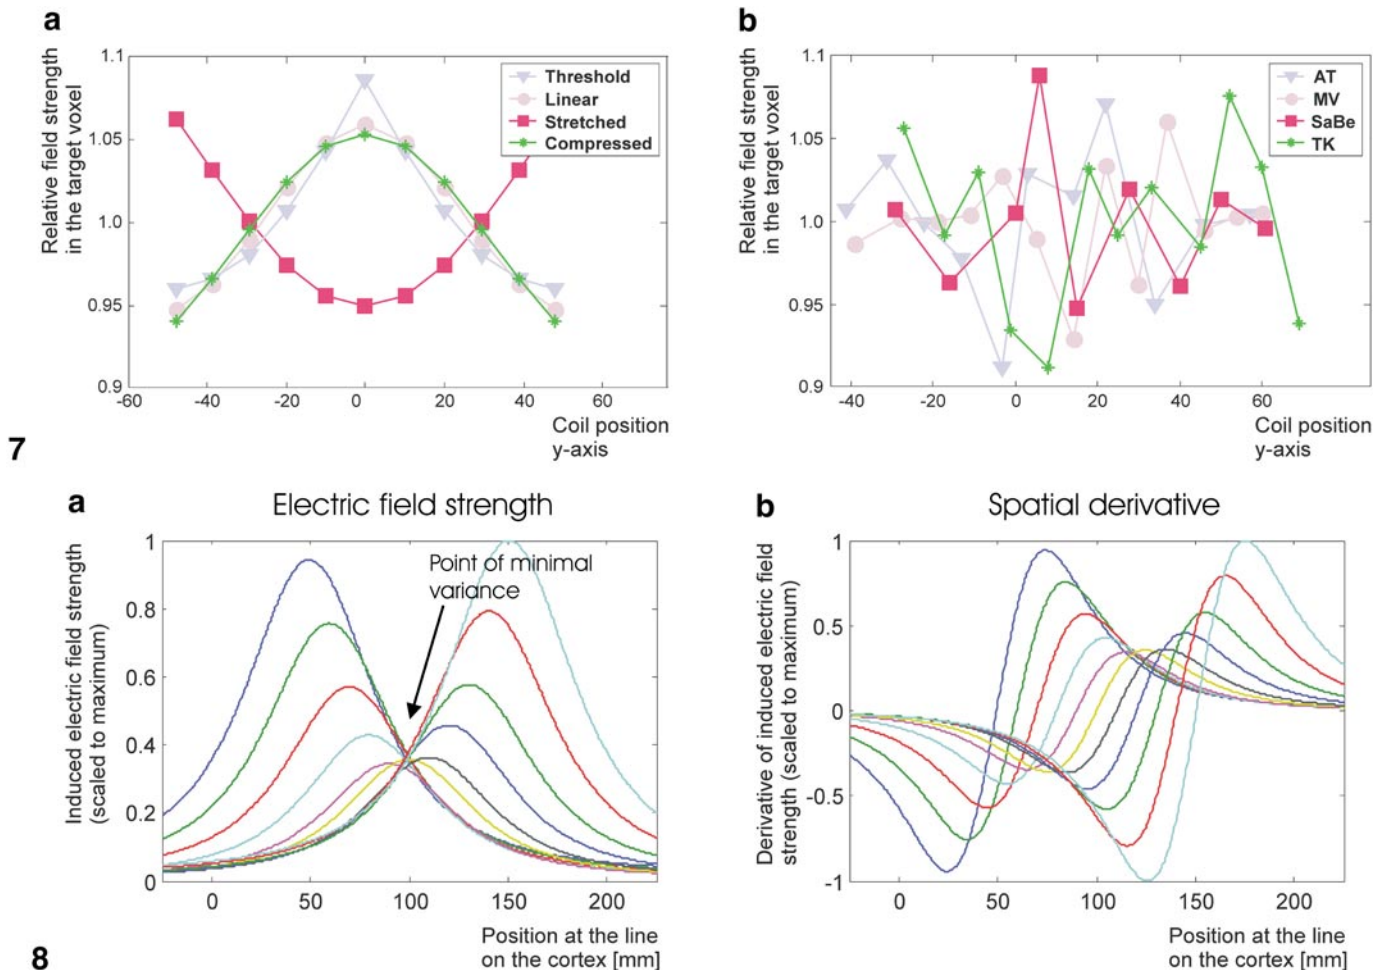 a
Relative field strength
in the target voxel
1.1
1.05
1.0
0.95
0.9
-60
-40
-20
0
20
40
60
Coil position
y-axis
Threshold
Linear
Stretched
Compressed
b
Relative field strength
in the target voxel
0.10
0.05
1.00
0.95
0.90
-40
-20
0
20
40
60
Coil position
y-axis
AT
MV
SaBe
TK
7
a
Electric field strength
Induced electric field strength
(scaled to maximum)
1
0.8
0.6
0.4
0.2
0
0
50
100
150
200
Point of minimal
variance
Position at the line
on the cortex [mm]
b
Spatial derivative
Derivative of induced electric field
strength (scaled to maximum)
1
0.5
0
-0.5
-1
0
50
100
150
200
Position at the line
on the cortex [mm]
8